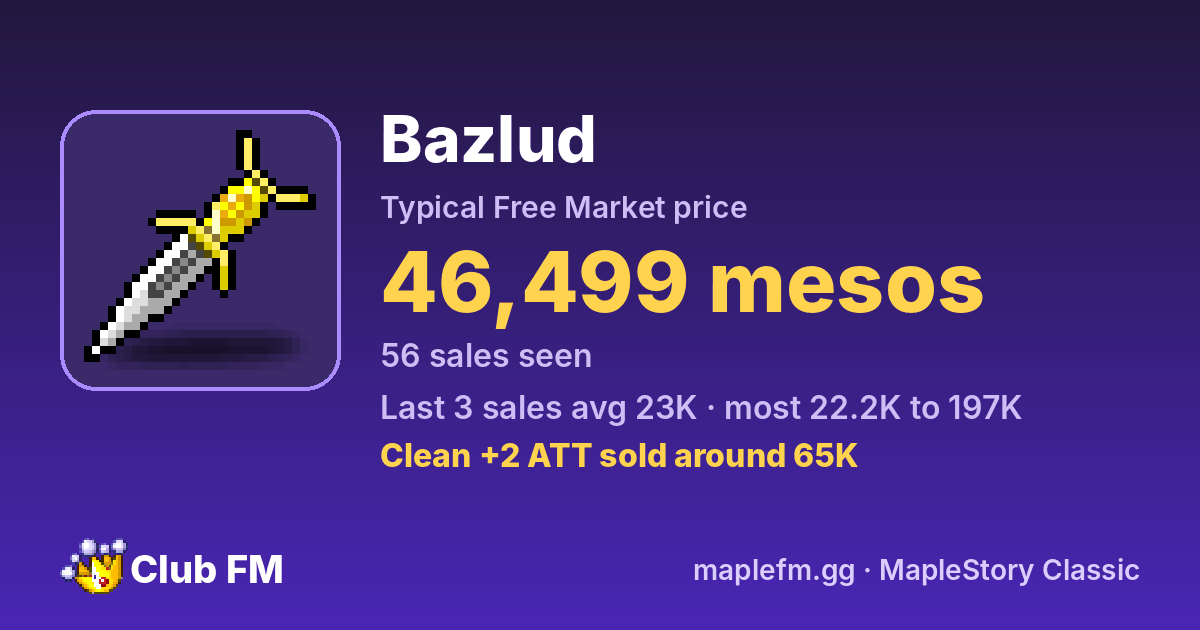 Bazlud
Typical Free Market price
46,499 mesos
56 sales seen
Last 3 sales avg 23K · most 22.2K to 197K
Clean +2 ATT sold around 65K
Club FM
maplefm.gg · MapleStory Classic